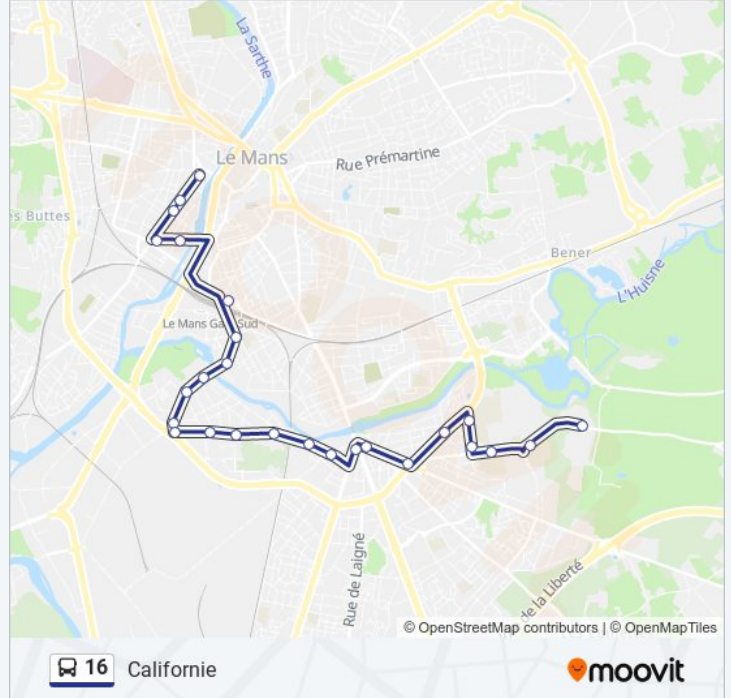 La Sarthe
Le Mans
Rue Prémartine
es Buttes
Bener
L'Huisne
Le Mans Ga Sud
Rue de Laigné
de la Liberté
© OpenStreetMap contributors | © OpenMapTiles
16 Californie
moovit